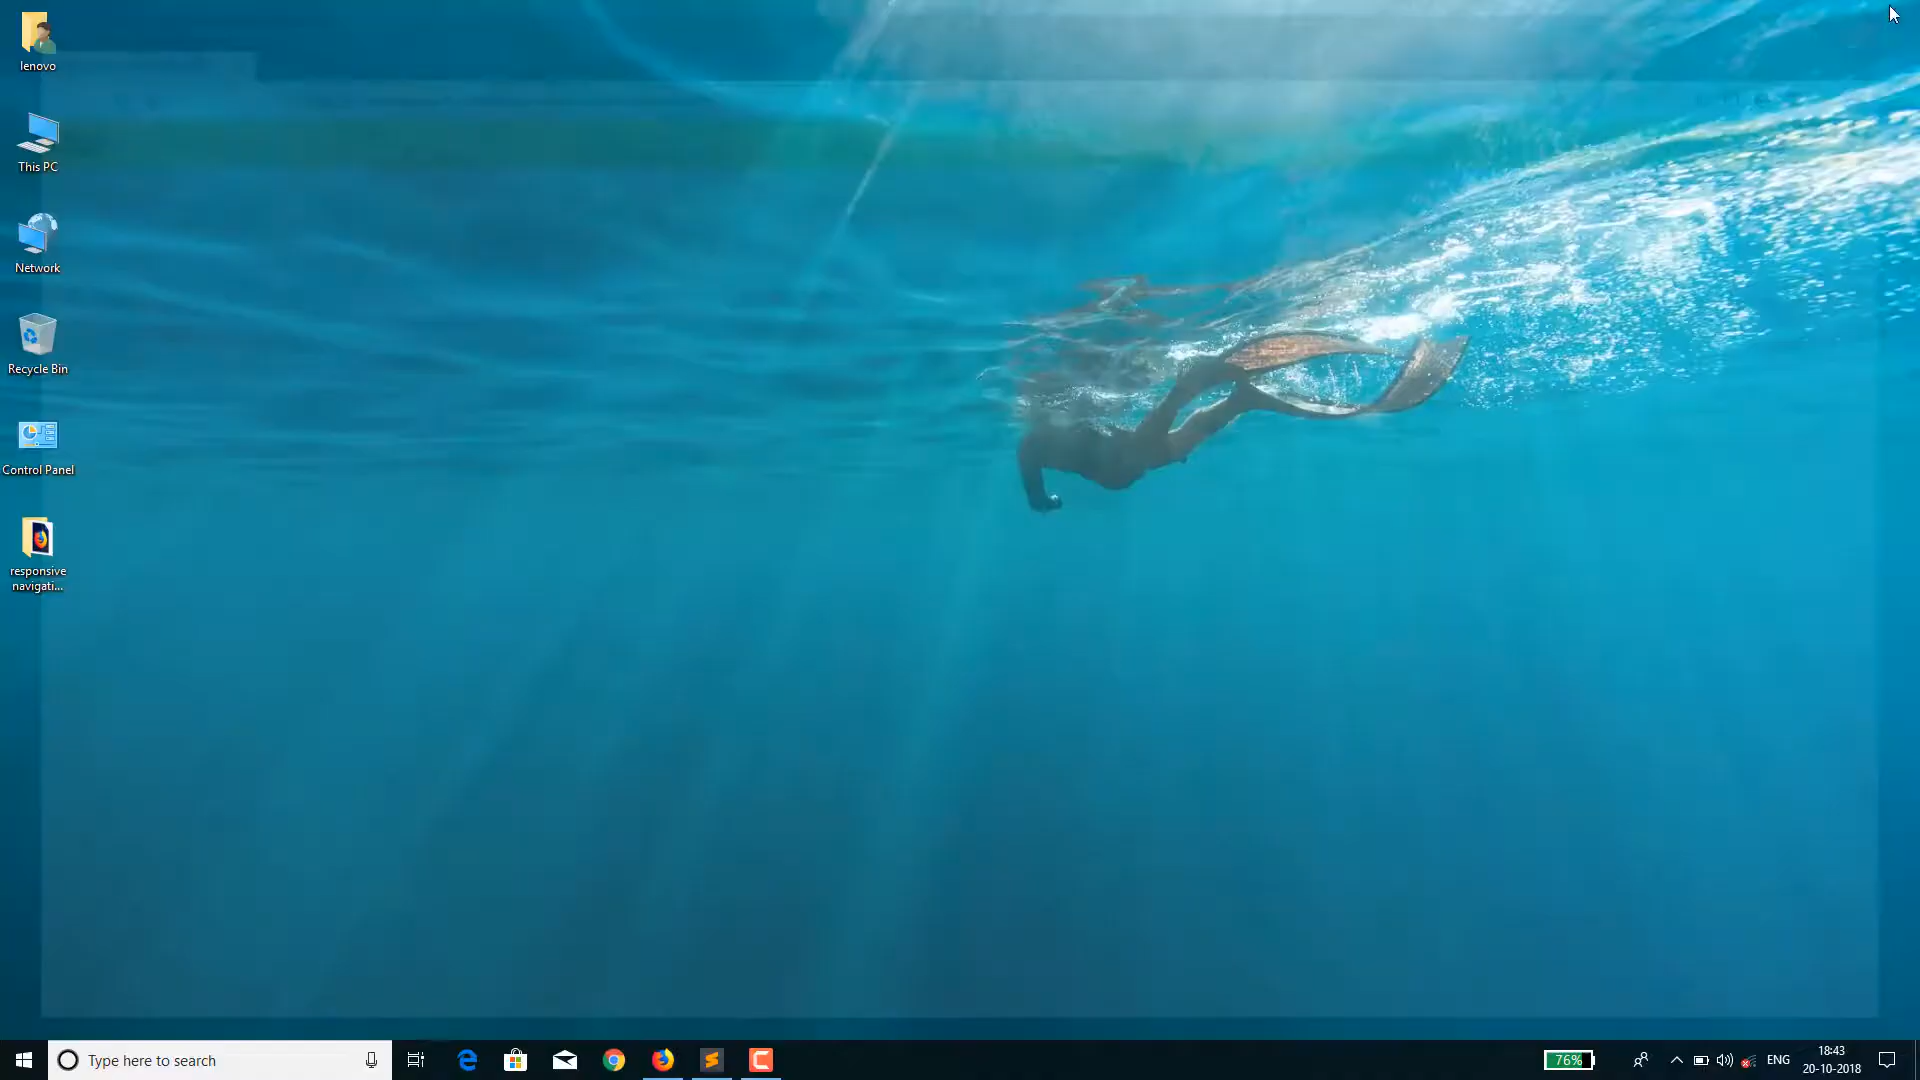 lenovo
This PC
Network
Recycle Bin
Control Panel
responsive
navigati...
Type here to search
76%
ENG
18:43
20-10-2018